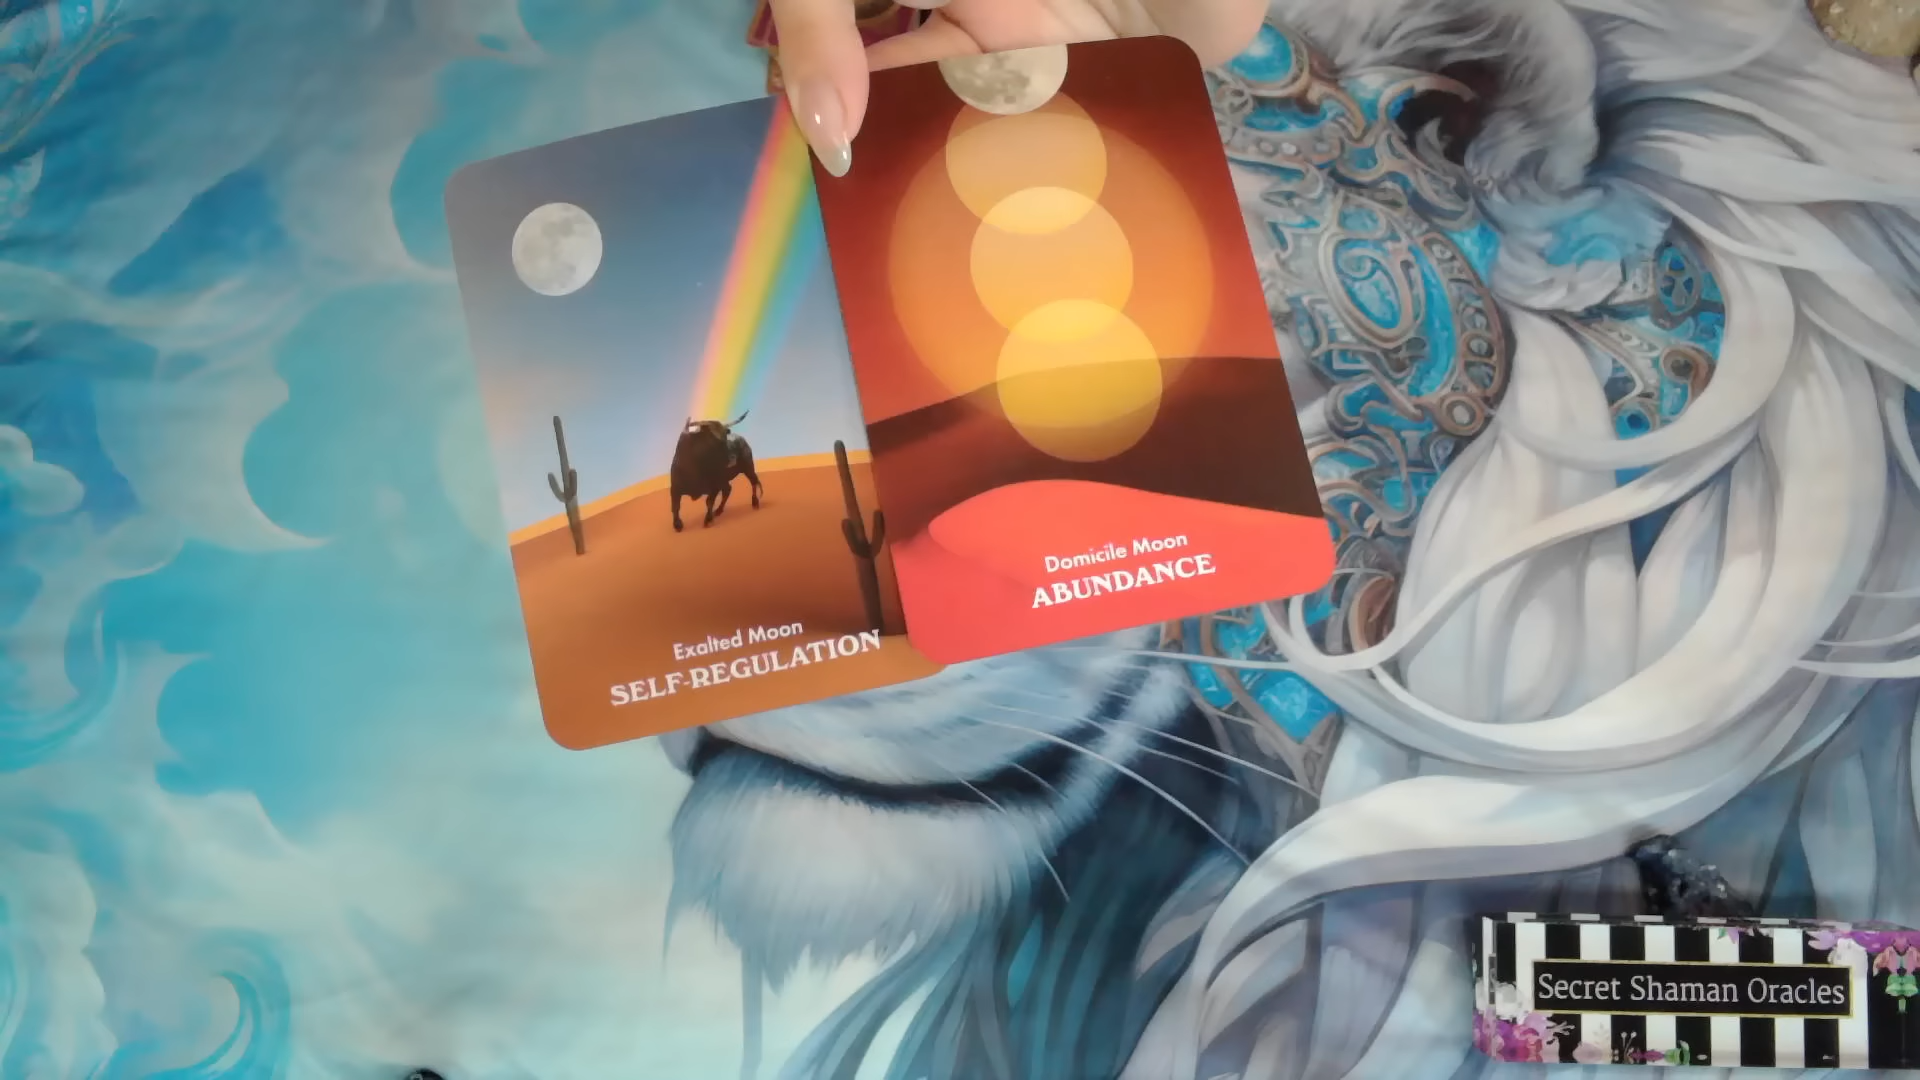 Exalted Moon
SELF-REGULATION
Domicile Moon
ABUNDANCE
Secret Shaman Oracles